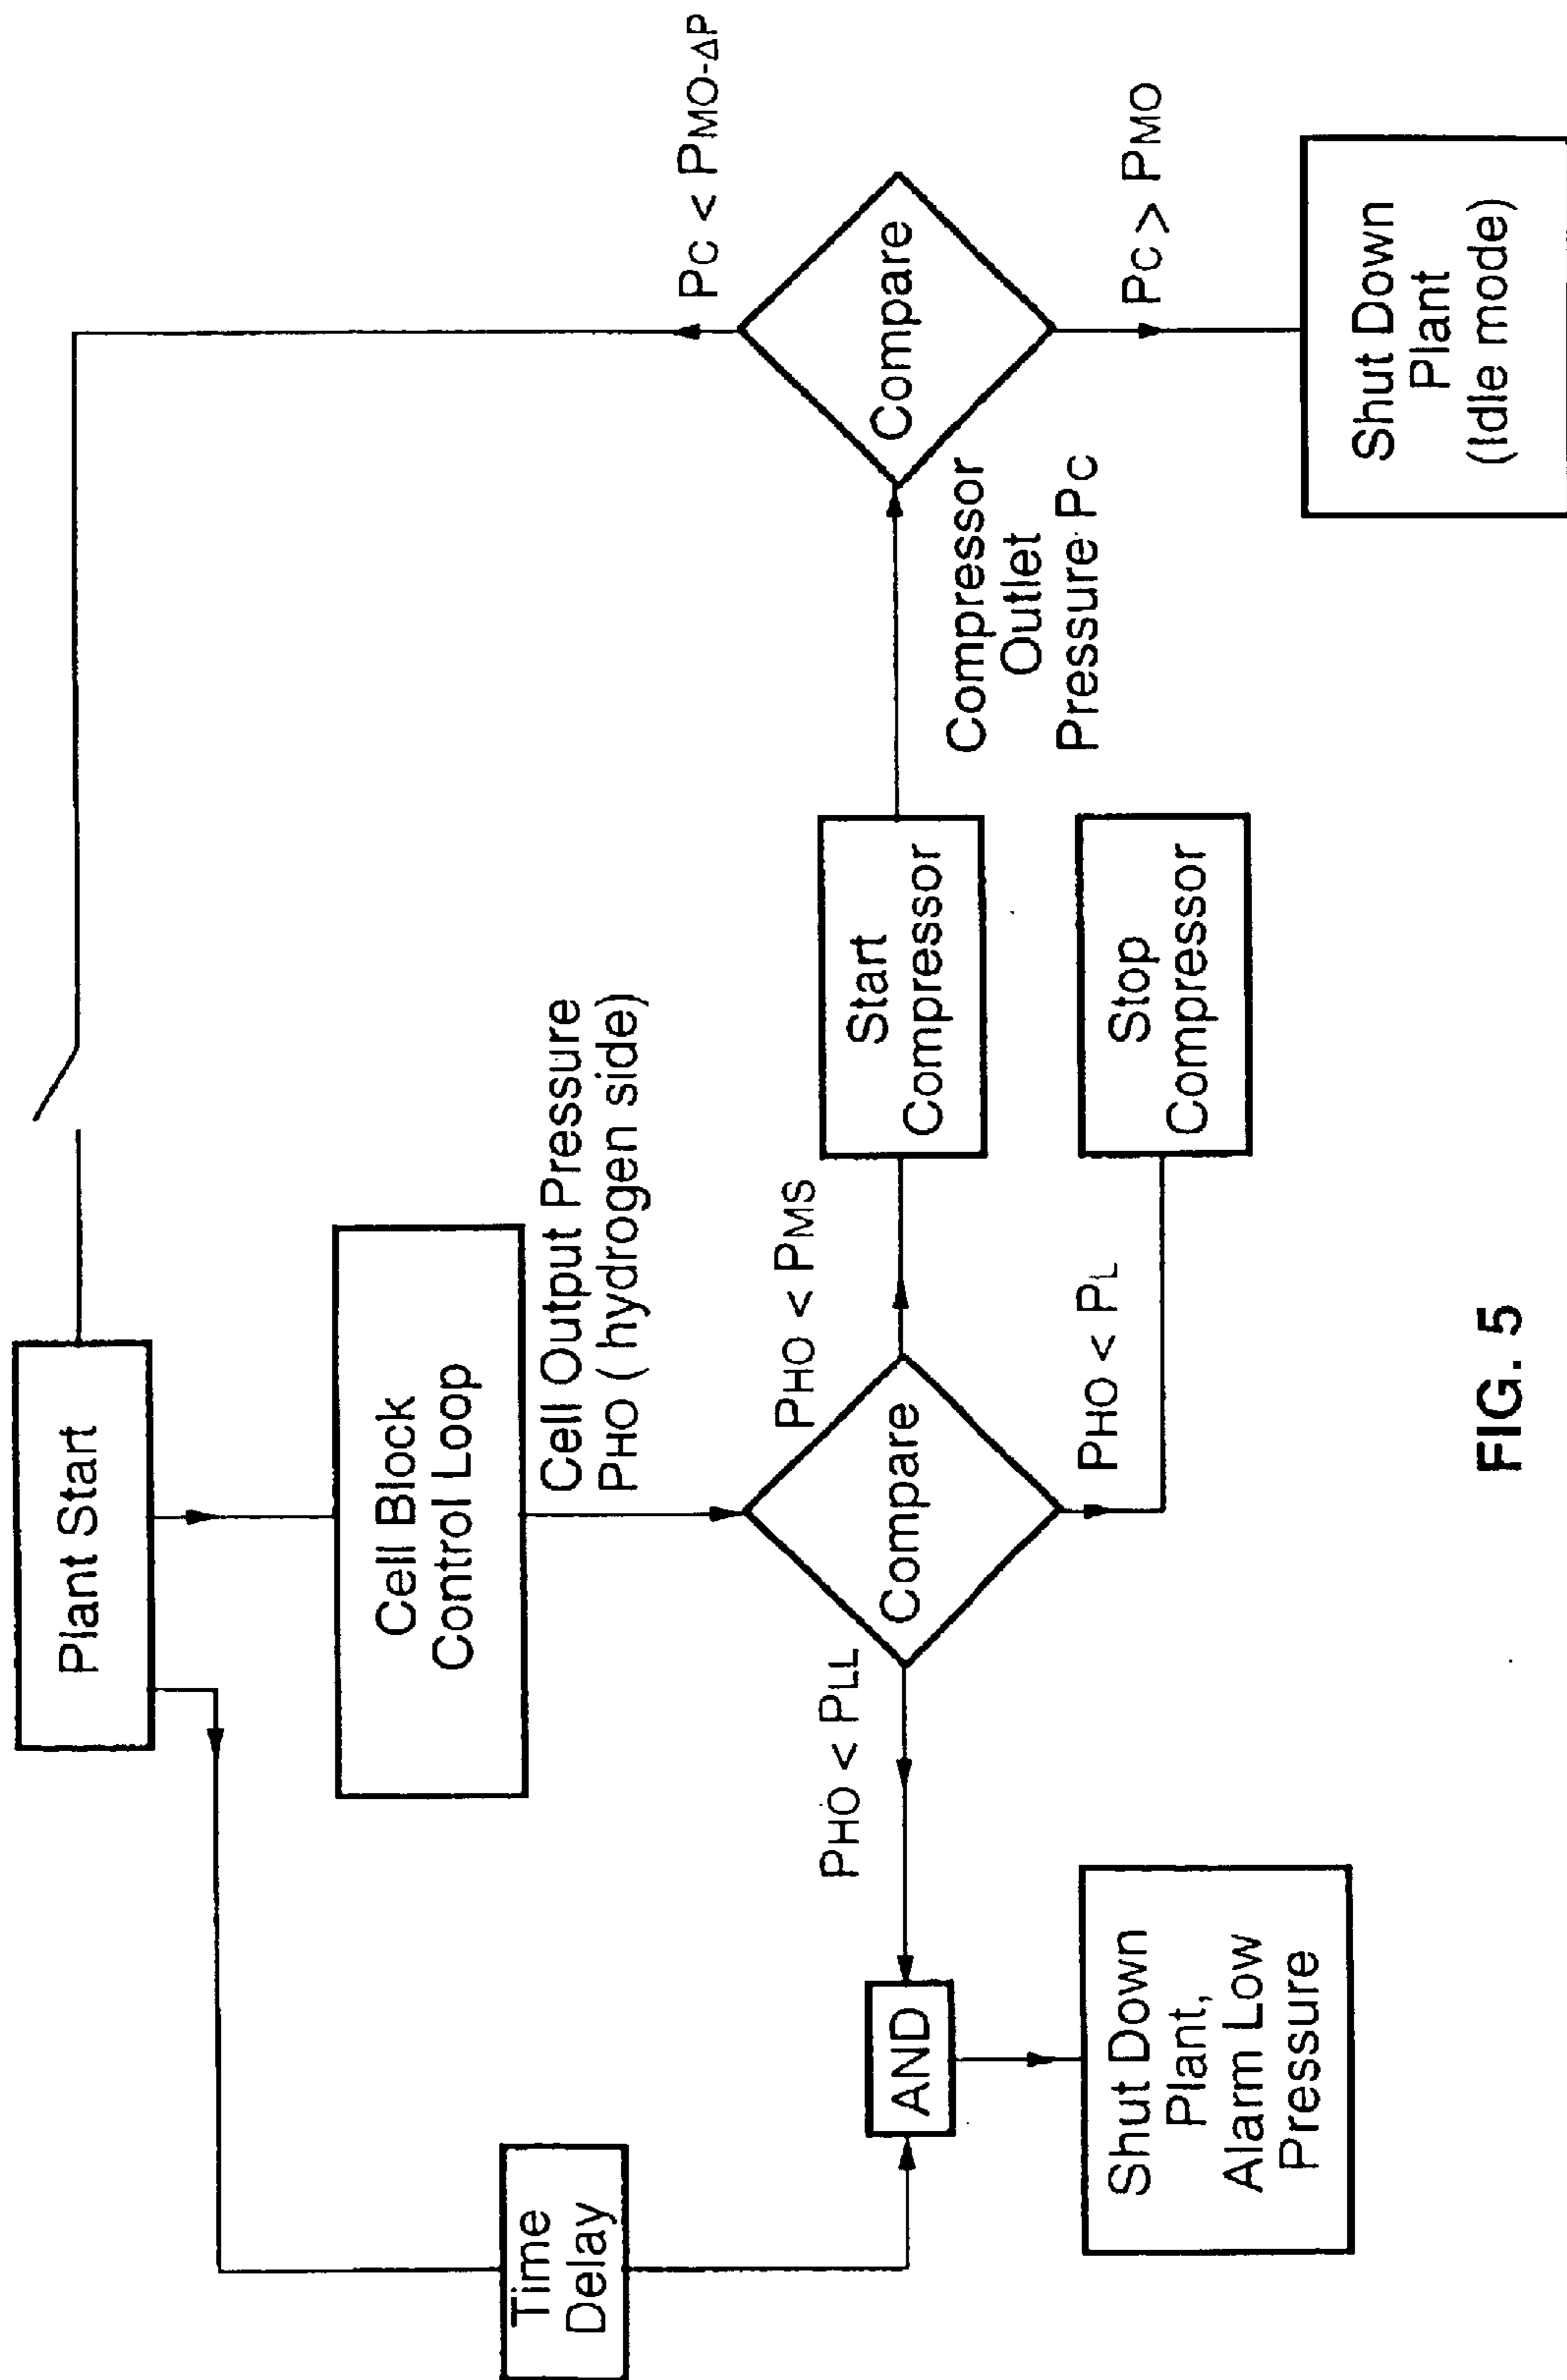 Plant Start
Cell Block
Control Loop
Cell Output Pressure
PHO (hydrogen side)
Time
Delay
PHO < PLL
Compare
PHO < PMS
PHO < PL
AND
Shut Down
Plant,
Alarm Low
Pressure
Start
Compressor
Stop
Compressor
Compressor
Outlet
Pressure PC
PC < PMO-ΔP
Compare
PC > PMO
Shut Down
Plant
(Idle mode)
FIG. 5